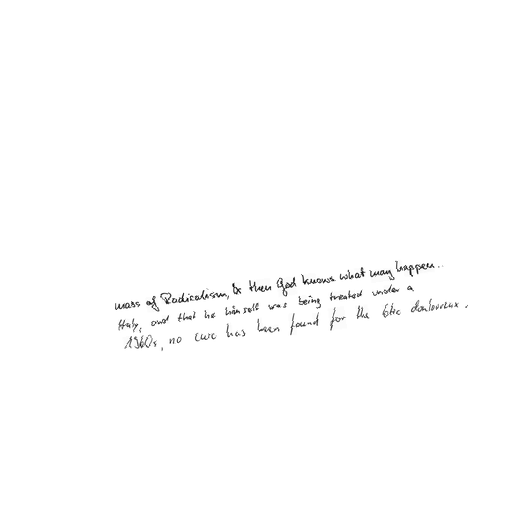 mass of Radicalism, & then God knows what may happen..
Italy, and that he himself was being treated under a
1960s, no cure has been found for the tic douloureux.